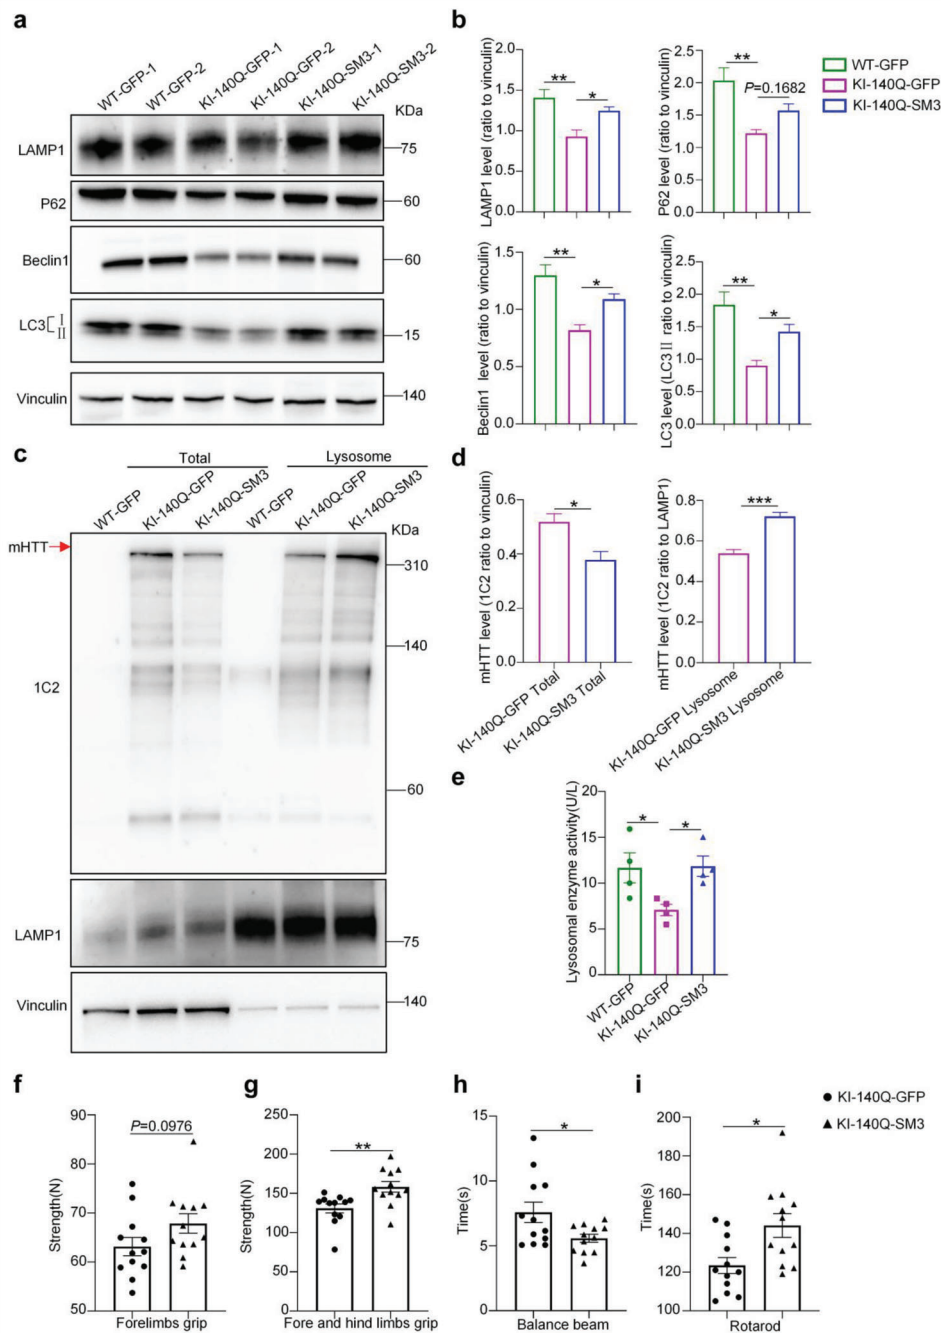 a
WT-GFP-1
WT-GFP-2
KI-140Q-GFP-1
KI-140Q-GFP-2
KI-140Q-SM3-1
KI-140Q-SM3-2
KDa
LAMP1
75
P62
60
Beclin1
60
LC3
I
II
15
Vinculin
140
b
LAMP1 level (ratio to vinculin)
2.0
1.5
1.0
0.5
0.0
**
*
P62 level (ratio to vinculin)
2.5
2.0
1.5
1.0
0.5
0.0
**
P=0.1682
WT-GFP
KI-140Q-GFP
KI-140Q-SM3
Beclin1 level (ratio to vinculin)
1.5
1.0
0.5
0.0
**
*
LC3 level (LC3II ratio to vinculin)
2.5
2.0
1.5
1.0
0.5
0.0
**
*
c
Total
Lysosome
WT-GFP
KI-140Q-GFP
KI-140Q-SM3
WT-GFP
KI-140Q-GFP
KI-140Q-SM3
KDa
mHTT
310
140
1C2
60
LAMP1
75
Vinculin
140
d
mHTT level (1C2 ratio to vinculin)
0.6
0.4
0.2
0.0
*
KI-140Q-GFP Total
KI-140Q-SM3 Total
mHTT level (1C2 ratio to LAMP1)
0.8
0.6
0.4
0.2
0.0
***
KI-140Q-GFP Lysosome
KI-140Q-SM3 Lysosome
e
Lysosomal enzyme activity(U/L)
20
15
10
5
0
*
*
WT-GFP
KI-140Q-GFP
KI-140Q-SM3
f
Strength(N)
90
80
70
60
50
P=0.0976
Forelimbs grip
g
Strength(N)
250
200
150
100
50
0
**
Fore and hind limbs grip
h
Time(s)
15
10
5
0
*
Balance beam
i
Time(s)
200
180
160
140
120
100
*
Rotarod
KI-140Q-GFP
KI-140Q-SM3